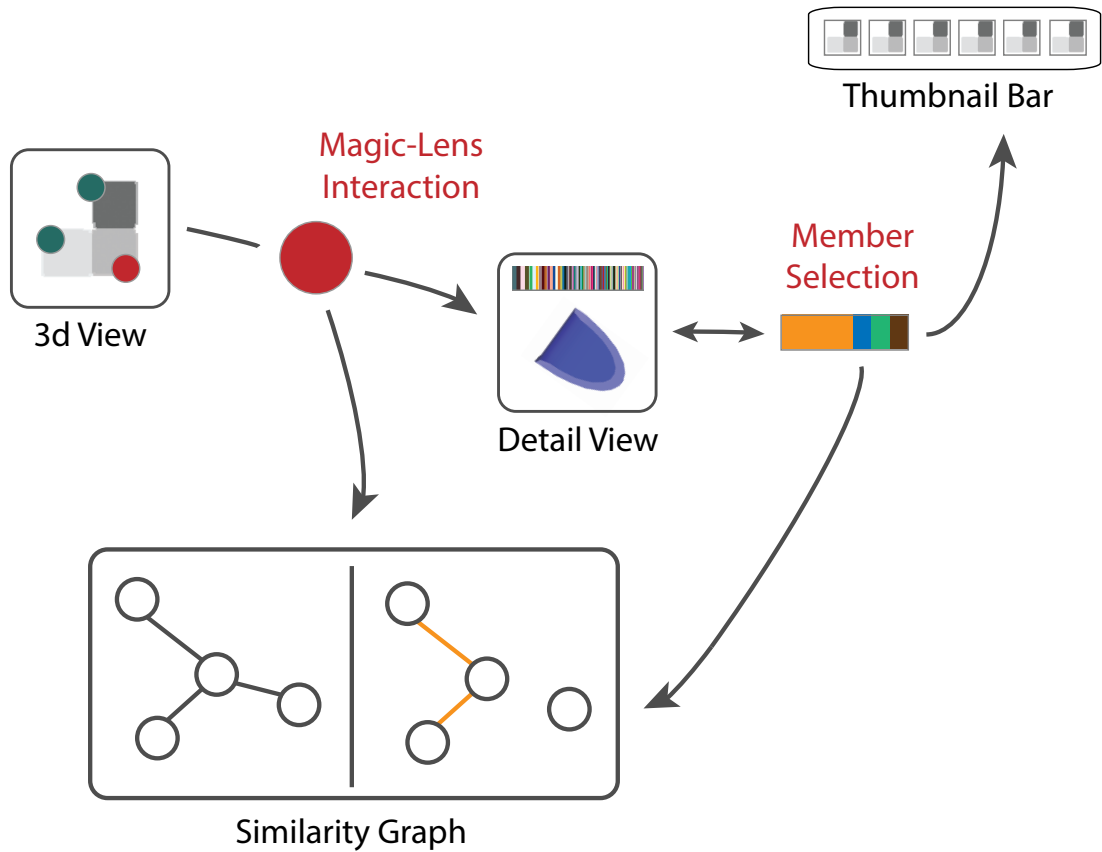 Thumbnail Bar
Magic-Lens
Interaction
3d View
Member
Selection
Detail View
Similarity Graph